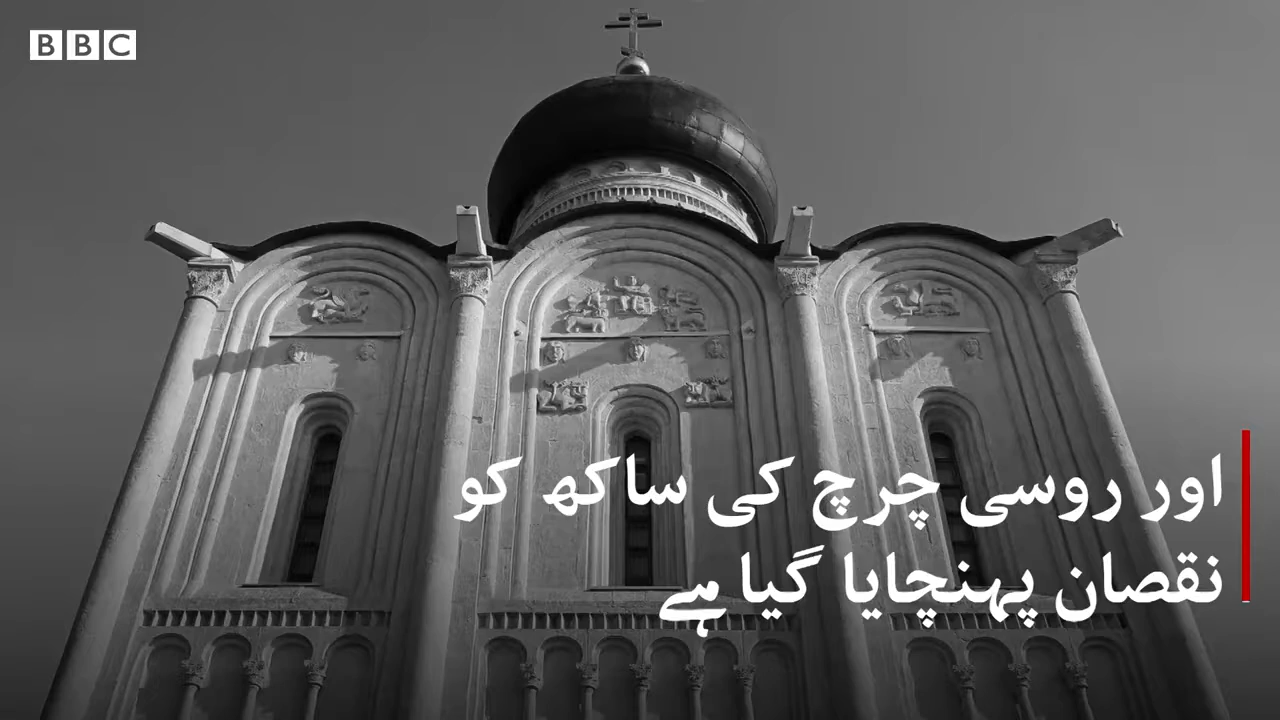 BBC
اور روسی چرچ کی ساکھ کو
نقصان پہنچایا گیا ہے